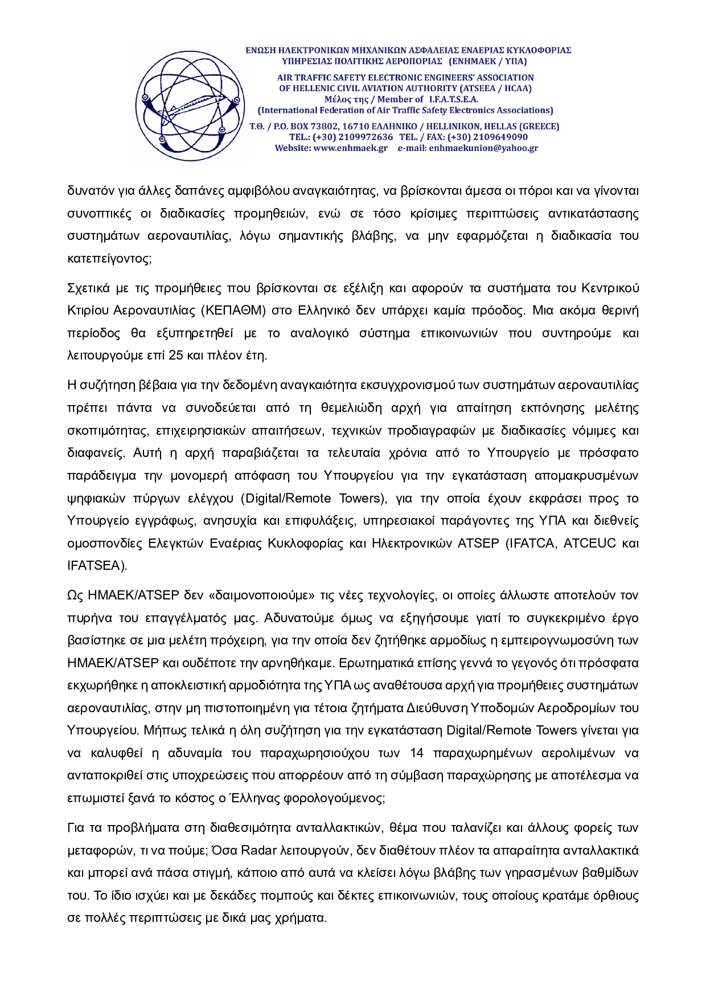 ΕΝΩΣΗ ΗΛΕΚΤΡΟΝΙΚΩΝ ΜΗΧΑΝΙΚΩΝ ΑΣΦΑΛΕΙΑΣ ΕΝΑΕΡΙΑΣ ΚΥΚΛΟΦΟΡΙΑΣ
ΥΠΗΡΕΣΙΑΣ ΠΟΛΙΤΙΚΗΣ ΑΕΡΟΠΟΡΙΑΣ (ΕΝΗΜΑΕΚ / ΥΠΑ)
AIR TRAFFIC SAFETY ELECTRONIC ENGINEERS’ ASSOCIATION
OF HELLENIC CIVIL AVIATION AUTHORITY (ATSEEA / HCAA)
Μέλος της / Member of I.F.A.T.S.E.A.
(International Federation of Air Traffic Safety Electronics Associations)
Τ.Θ. / P.O. BOX 73802, 16710 ΕΛΛΗΝΙΚΟ / HELLINIKON, HELLAS (GREECE)
TEL.: (+30) 2109972636 TEL. / FAX: (+30) 2109649090
Website: www.enhmaek.gr e-mail: enhmaekunion@yahoo.gr
δυνατόν για άλλες δαπάνες αμφιβόλου αναγκαιότητας, να βρίσκονται άμεσα οι πόροι και να γίνονται
συνοπτικές οι διαδικασίες προμηθειών, ενώ σε τόσο κρίσιμες περιπτώσεις αντικατάστασης
συστημάτων αεροναυτιλίας, λόγω σημαντικής βλάβης, να μην εφαρμόζεται η διαδικασία του
κατεπείγοντος;
Σχετικά με τις προμήθειες που βρίσκονται σε εξέλιξη και αφορούν τα συστήματα του Κεντρικού
Κτιρίου Αεροναυτιλίας (ΚΕΠΑΘΜ) στο Ελληνικό δεν υπάρχει καμία πρόοδος. Μια ακόμα θερινή
περίοδος θα εξυπηρετηθεί με το αναλογικό σύστημα επικοινωνιών που συντηρούμε και
λειτουργούμε επί 25 και πλέον έτη.
Η συζήτηση βέβαια για την δεδομένη αναγκαιότητα εκσυγχρονισμού των συστημάτων αεροναυτιλίας
πρέπει πάντα να συνοδεύεται από τη θεμελιώδη αρχή για απαίτηση εκπόνησης μελέτης
σκοπιμότητας, επιχειρησιακών απαιτήσεων, τεχνικών προδιαγραφών με διαδικασίες νόμιμες και
διαφανείς. Αυτή η αρχή παραβιάζεται τα τελευταία χρόνια από το Υπουργείο με πρόσφατο
παράδειγμα την μονομερή απόφαση του Υπουργείου για την εγκατάσταση απομακρυσμένων
ψηφιακών πύργων ελέγχου (Digital/Remote Towers), για την οποία έχουν εκφράσει προς το
Υπουργείο εγγράφως, ανησυχία και επιφυλάξεις, υπηρεσιακοί παράγοντες της ΥΠΑ και διεθνείς
ομοσπονδίες Ελεγκτών Εναέριας Κυκλοφορίας και Ηλεκτρονικών ATSEP (IFATCA, ATCEUC και
IFATSEA).
Ως ΗΜΑΕΚ/ATSEP δεν «δαιμονοποιούμε» τις νέες τεχνολογίες, οι οποίες άλλωστε αποτελούν τον
πυρήνα του επαγγέλματός μας. Αδυνατούμε όμως να εξηγήσουμε γιατί το συγκεκριμένο έργο
βασίστηκε σε μια μελέτη πρόχειρη, για την οποία δεν ζητήθηκε αρμοδίως η εμπειρογνωμοσύνη των
ΗΜΑΕΚ/ATSEP και ουδέποτε την αρνηθήκαμε. Ερωτηματικά επίσης γεννά το γεγονός ότι πρόσφατα
εκχωρήθηκε η αποκλειστική αρμοδιότητα της ΥΠΑ ως αναθέτουσα αρχή για προμήθειες συστημάτων
αεροναυτιλίας, στην μη πιστοποιημένη για τέτοια ζητήματα Διεύθυνση Υποδομών Αεροδρομίων του
Υπουργείου. Μήπως τελικά η όλη συζήτηση για την εγκατάσταση Digital/Remote Towers γίνεται για
να καλυφθεί η αδυναμία του παραχωρησιούχου των 14 παραχωρημένων αερολιμένων να
ανταποκριθεί στις υποχρεώσεις που απορρέουν από τη σύμβαση παραχώρησης με αποτέλεσμα να
επωμιστεί ξανά το κόστος ο Έλληνας φορολογούμενος;
Για τα προβλήματα στη διαθεσιμότητα ανταλλακτικών, θέμα που ταλανίζει και άλλους φορείς των
μεταφορών, τι να πούμε; Όσα Radar λειτουργούν, δεν διαθέτουν πλέον τα απαραίτητα ανταλλακτικά
και μπορεί ανά πάσα στιγμή, κάποιο από αυτά να κλείσει λόγω βλάβης των γηρασμένων βαθμίδων
του. Το ίδιο ισχύει και με δεκάδες πομπούς και δέκτες επικοινωνιών, τους οποίους κρατάμε όρθιους
σε πολλές περιπτώσεις με δικά μας χρήματα.